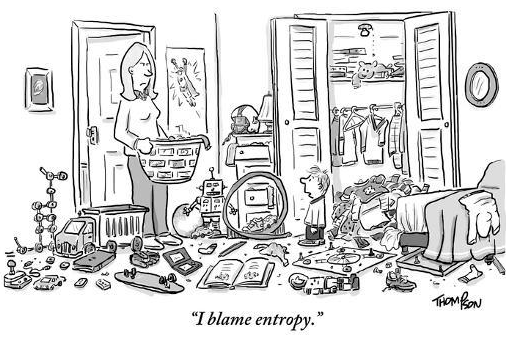 THOMPSON
“I blame entropy.”